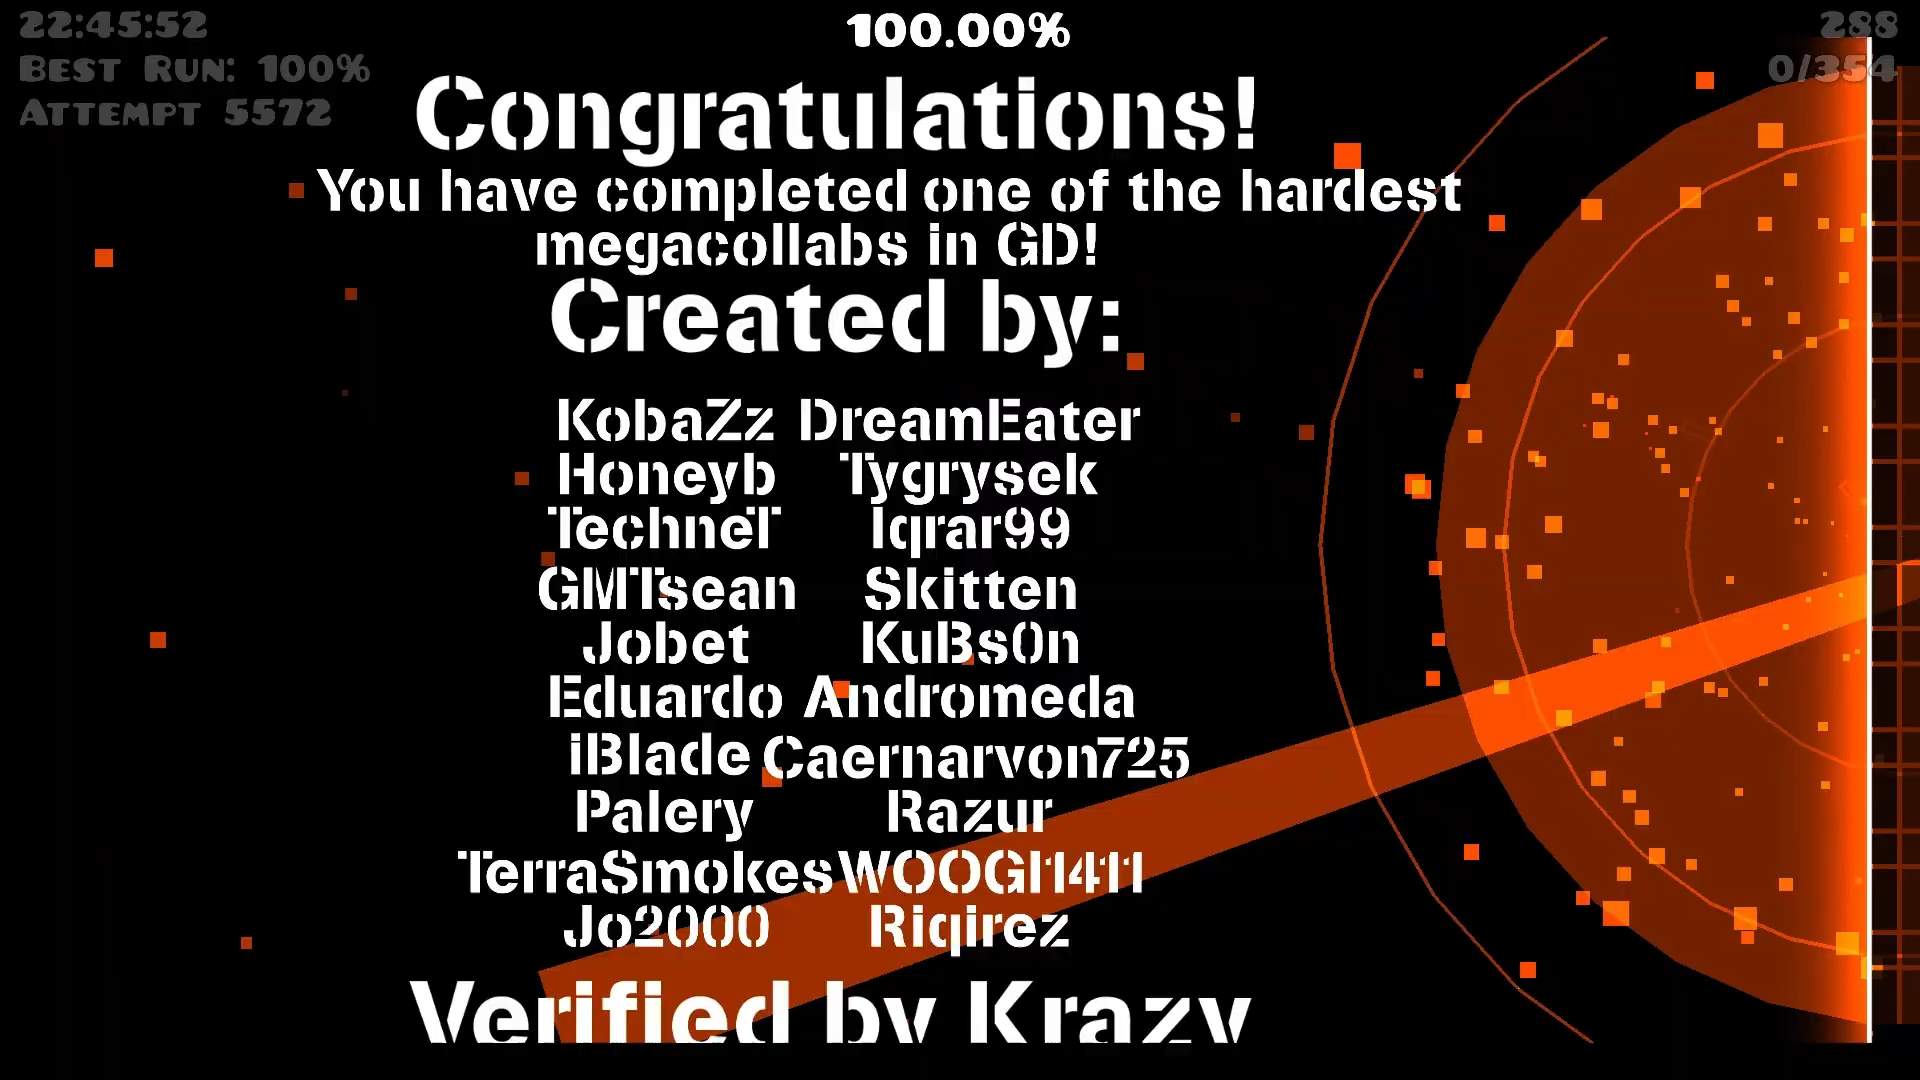 22:45:52
100.00%
288
Best Run: 100%
0/354
Attempt 5572
Congratulations!
You have completed one of the hardest
megacollabs in GD!
Created by:
KobaZz DreamEater
Honeyb Tygrysek
TechneT Iqrar99
GMTsean Skitten
Jobet KuBs0n
Eduardo Andromeda
iBlade Caernarvon725
Palery Razur
TerraSmokes WOOGI1411
Jo2000 Riqirez
Verified by Krazy